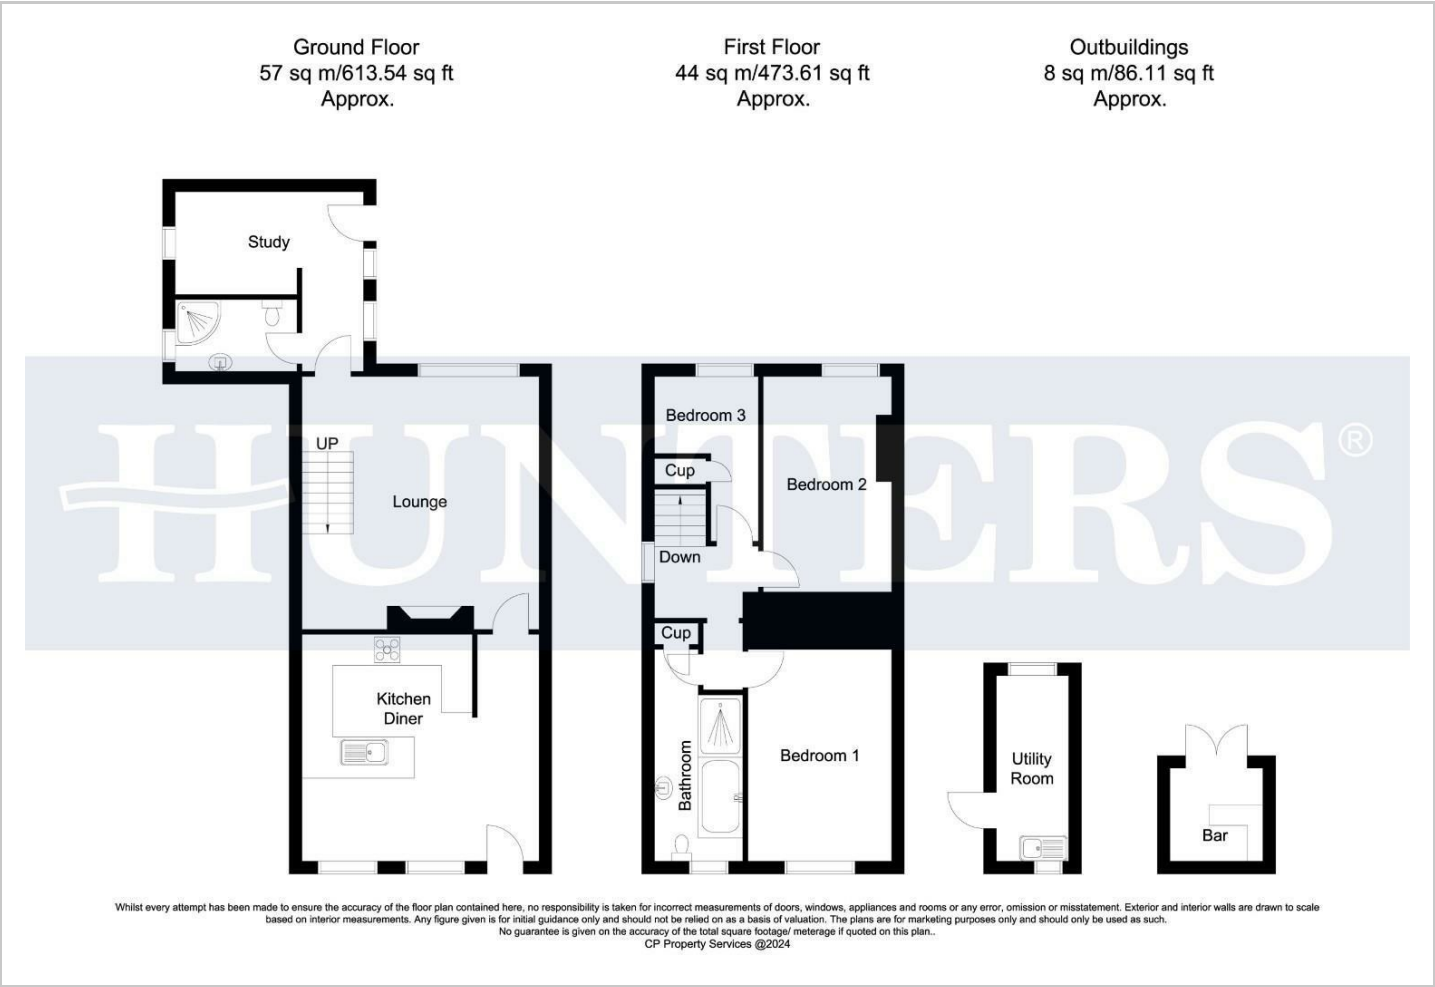 Ground Floor
57 sq m/613.54 sq ft
Approx.
First Floor
44 sq m/473.61 sq ft
Approx.
Outbuildings
8 sq m/86.11 sq ft
Approx.
Study
UP
Lounge
Kitchen
Diner
Bedroom 3
Cup
Bedroom 2
Down
Cup
Bathroom
Bedroom 1
Utility
Room
Bar
HUNTERS®
Whilst every attempt has been made to ensure the accuracy of the floor plan contained here, no responsibility is taken for incorrect measurements of doors, windows, appliances and rooms or any error, omission or misstatement. Exterior and interior walls are drawn to scale
based on interior measurements. Any figure given is for initial guidance only and should not be relied on as a basis of valuation. The plans are for marketing purposes only and should only be used as such.
No guarantee is given on the accuracy of the total square footage/ meterage if quoted on this plan..
CP Property Services @2024